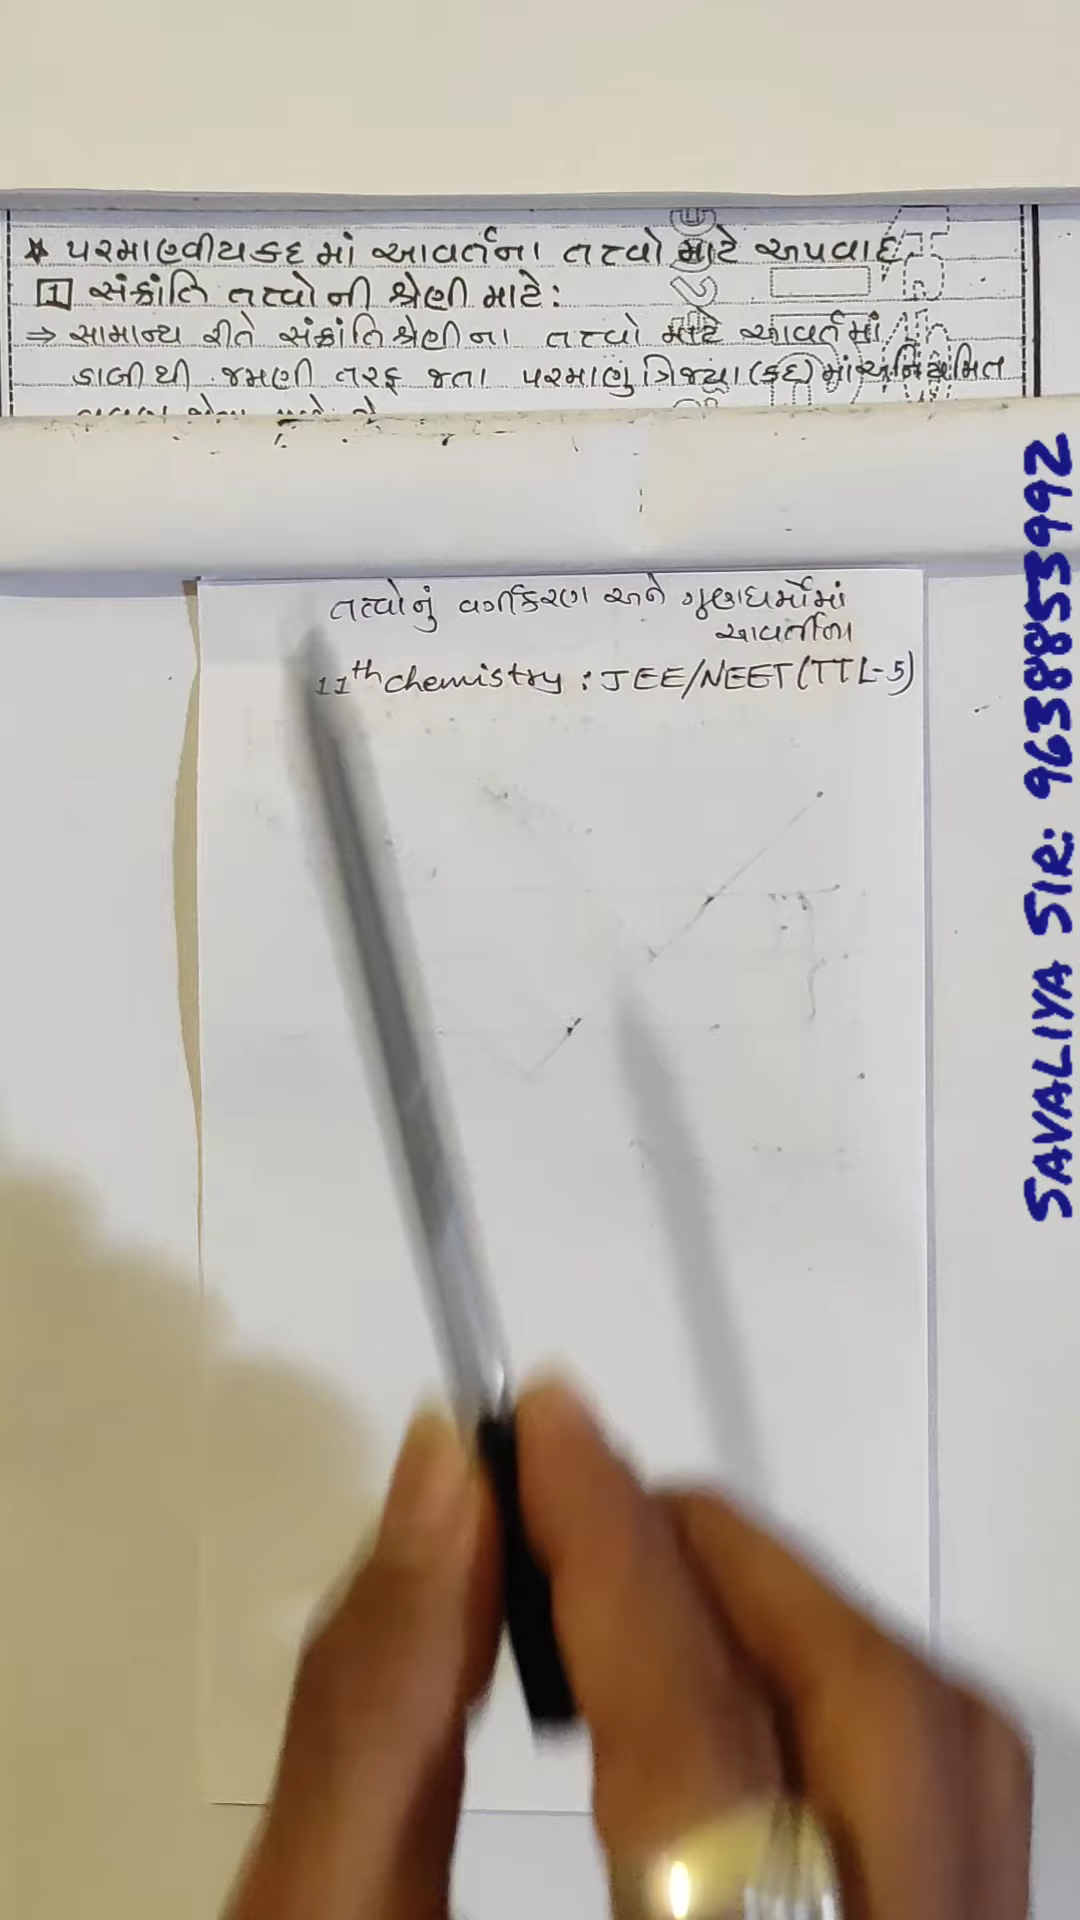 * પરમાણ્વીયકદ માં આવર્તના તત્વો માટે અપવાદ
1 સંક્રાંતિ તત્વોની શ્રેણી માટે:
⇒ સામાન્ય રીતે સંક્રાંતિશ્રેણીના તત્વો માટે આવર્તમાં
ડાબીથી જમણી તરફ જતા પરમાણું ત્રિજ્યા (કદ) માં અનિયમિત
તત્વોનું વર્ગીકરણ અને ગુણધર્મોમાં
આવર્તીતા
11th chemistry : JEE/NEET (TTL-5)
SAVALIYA SIR: 9638853992